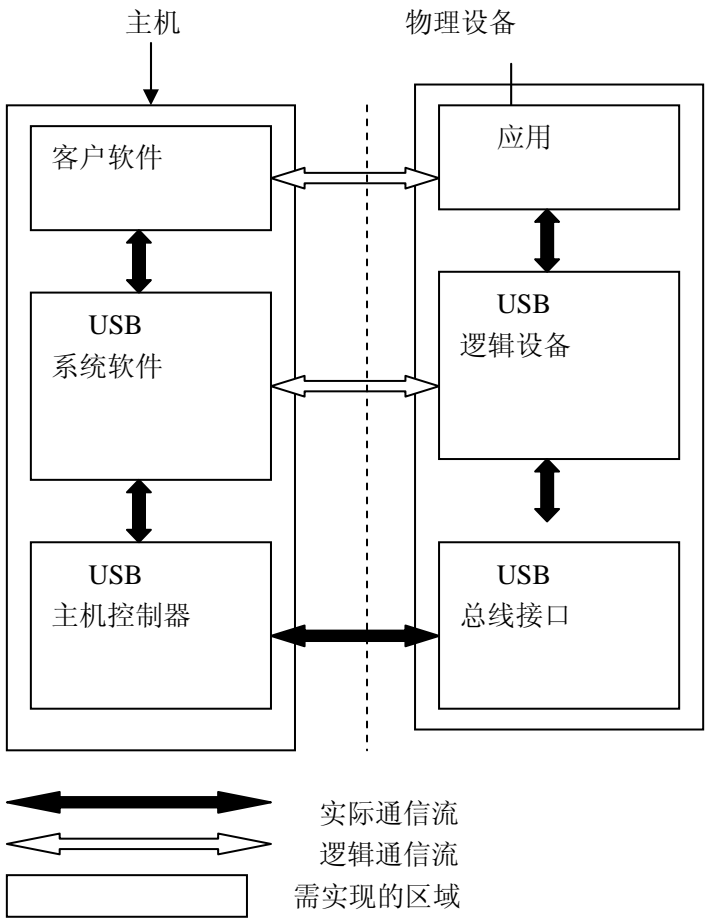 主机
物理设备
客户软件
应用
USB
系统软件
USB
逻辑设备
USB
主机控制器
USB
总线接口
实际通信流
逻辑通信流
需实现的区域